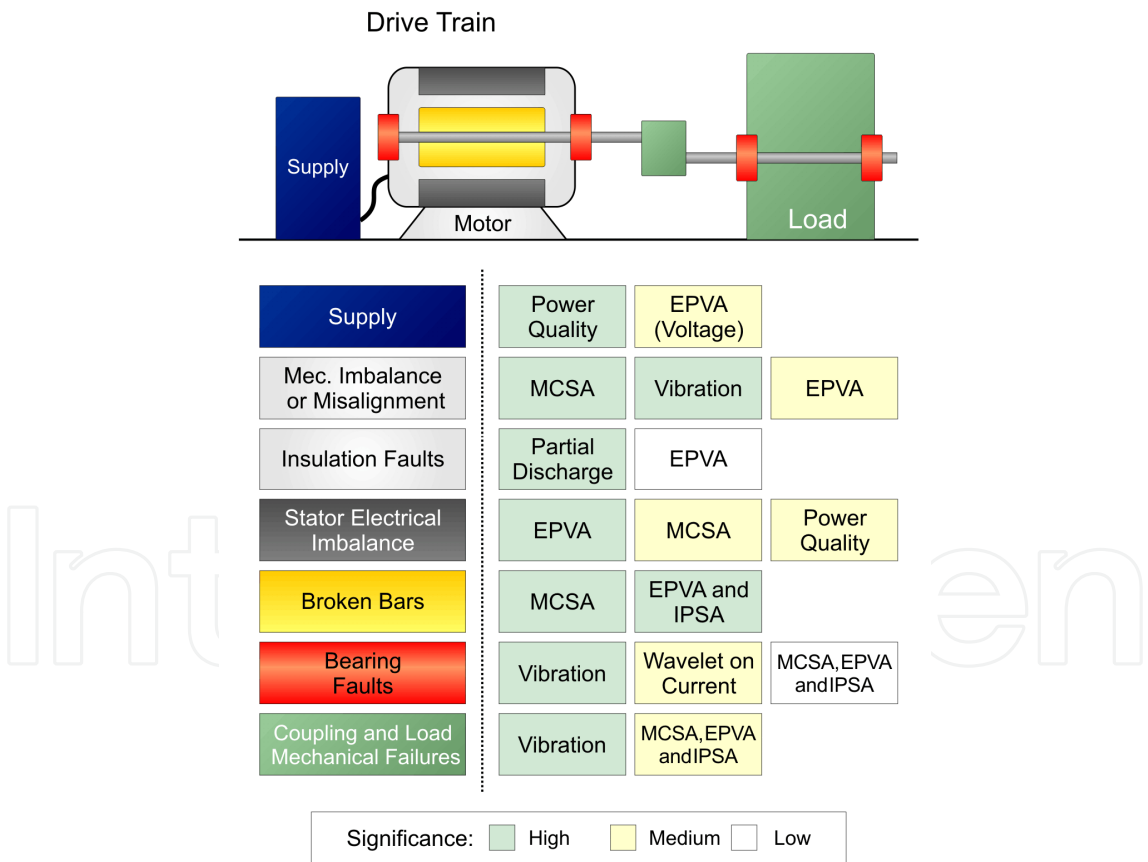 Drive Train
Supply
Motor
Load
Supply
Power
Quality
EPVA
(Voltage)
Mec. Imbalance
or Misalignment
MCSA
Vibration
EPVA
Insulation Faults
Partial
Discharge
EPVA
Stator Electrical
Imbalance
EPVA
MCSA
Power
Quality
Broken Bars
MCSA
EPVA and
IPSA
Bearing
Faults
Vibration
Wavelet on
Current
MCSA,EPVA
andIPSA
Coupling and Load
Mechanical Failures
Vibration
MCSA,EPVA
andIPSA
Significance: High Medium Low